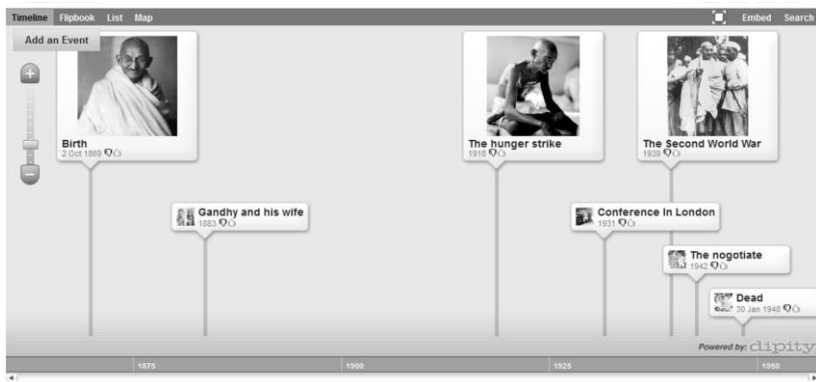 Timeline Flipbook List Map Embed Search
Add an Event
Birth
2 Oct 1869
The hunger strike
1918
The Second World War
1939
Gandhy and his wife
1883
Conference In London
1931
The nogotiate
1942
Dead
30 Jan 1948
Powered by: dipity
1875 1900 1925 1950